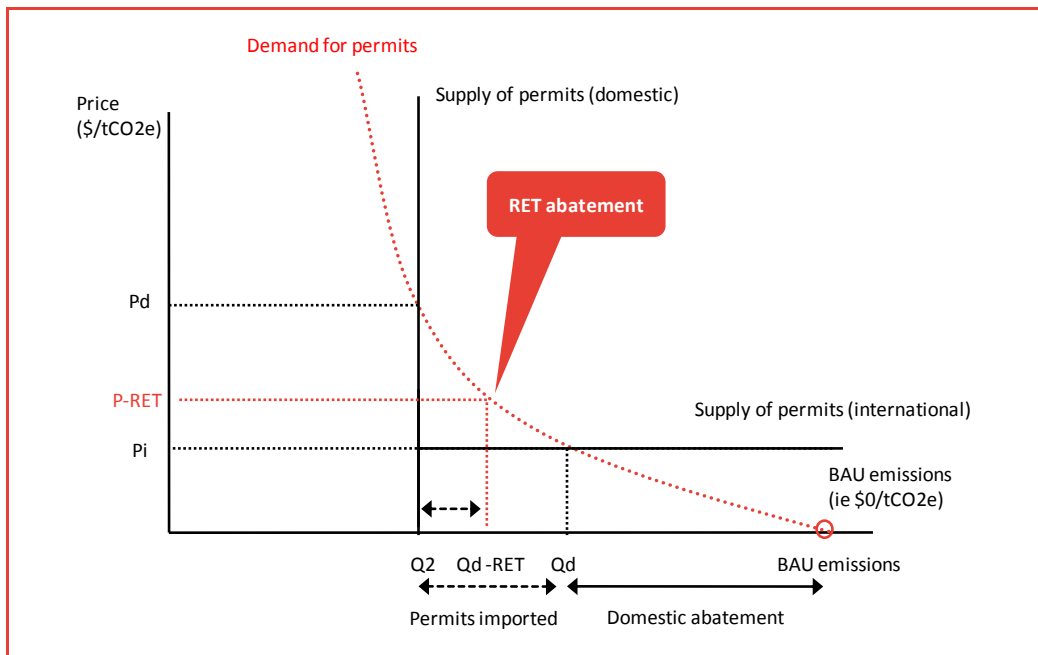 Demand for permits
Supply of permits (domestic)
Price
($/tCO2e)
RET abatement
Pd
P-RET
Supply of permits (international)
Pi
BAU emissions
(ie $0/tCO2e)
Q2
Qd -RET
Qd
BAU emissions
Permits imported
Domestic abatement